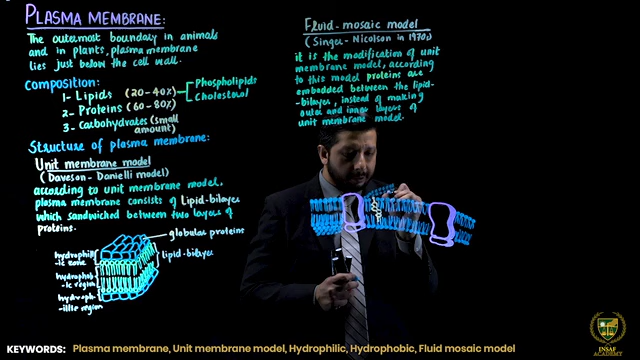 PLASMA MEMBRANE:
The outermost boundary in animals
and in plants, plasma membrane
lies just below the cell wall.
Composition:
1- Lipids (20-40%)
Phospholipids
Cholestrol
2- Proteins (60-80%)
3- Carbohydrates (small
amount)
Structure of plasma membrane:
Unit membrane model
(Daveson-Danielli model)
according to unit membrane model,
plasma membrane consists of Lipid-bilayer
which sandwiched between two layers of
proteins.
globular proteins
hydrophil
-ic zone
lipid-bilayer
hydrophob
-ic region
hydroph-
-illic region
Fluid-mosaic model
(Singer-Nicolson in 1970s)
it is the modification of unit
membrane model, according
to this model proteins are
embedded between the lipid-
-bilayer, instead of making
outer and inner layers of
unit membrane model.
INSAF
ACADEMY
KEYWORDS: Plasma membrane, Unit membrane model, Hydrophilic, Hydrophobic, Fluid mosaic model